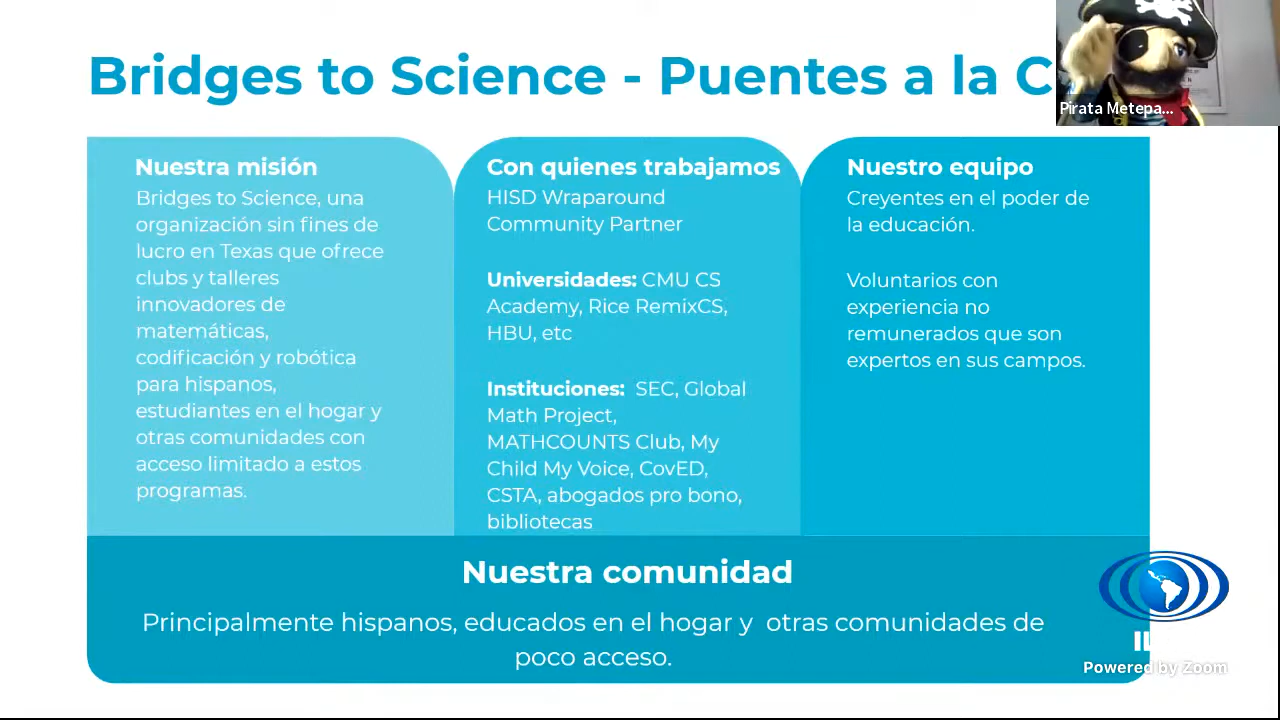 Bridges to Science - Puentes a la C
Pirata Metepa...
Nuestra misión
Bridges to Science, una
organización sin fines de
lucro en Texas que ofrece
clubs y talleres
innovadores de
matemáticas,
codificación y robótica
para hispanos,
estudiantes en el hogar y
otras comunidades con
acceso limitado a estos
programas.
Con quienes trabajamos
HISD Wraparound
Community Partner
Universidades: CMU CS
Academy, Rice RemixCS,
HBU, etc
Instituciones: SEC, Global
Math Project,
MATHCOUNTS Club, My
Child My Voice, CovED,
CSTA, abogados pro bono,
bibliotecas
Nuestro equipo
Creyentes en el poder de
la educación.
Voluntarios con
experiencia no
remunerados que son
expertos en sus campos.
Nuestra comunidad
Principalmente hispanos, educados en el hogar y otras comunidades de
poco acceso.
Powered by Zoom